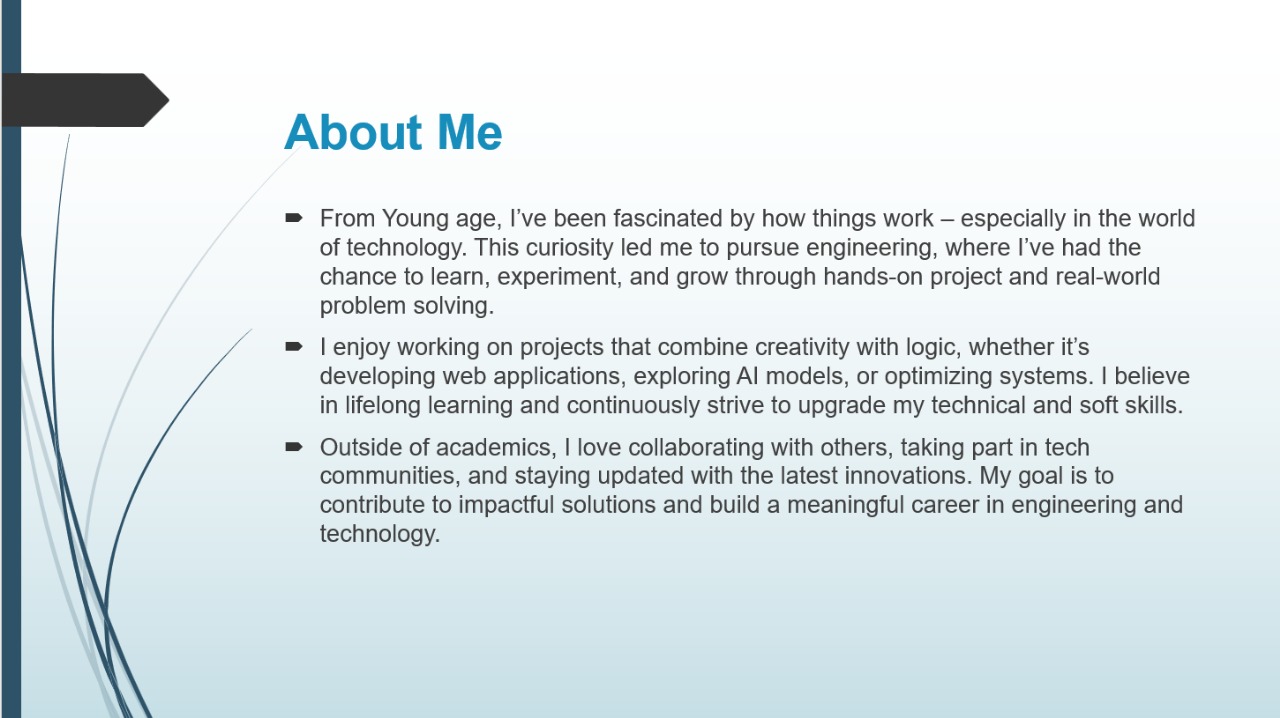 About Me
From Young age, I’ve been fascinated by how things work – especially in the world
of technology. This curiosity led me to pursue engineering, where I’ve had the
chance to learn, experiment, and grow through hands-on project and real-world
problem solving.
I enjoy working on projects that combine creativity with logic, whether it’s
developing web applications, exploring AI models, or optimizing systems. I believe
in lifelong learning and continuously strive to upgrade my technical and soft skills.
Outside of academics, I love collaborating with others, taking part in tech
communities, and staying updated with the latest innovations. My goal is to
contribute to impactful solutions and build a meaningful career in engineering and
technology.